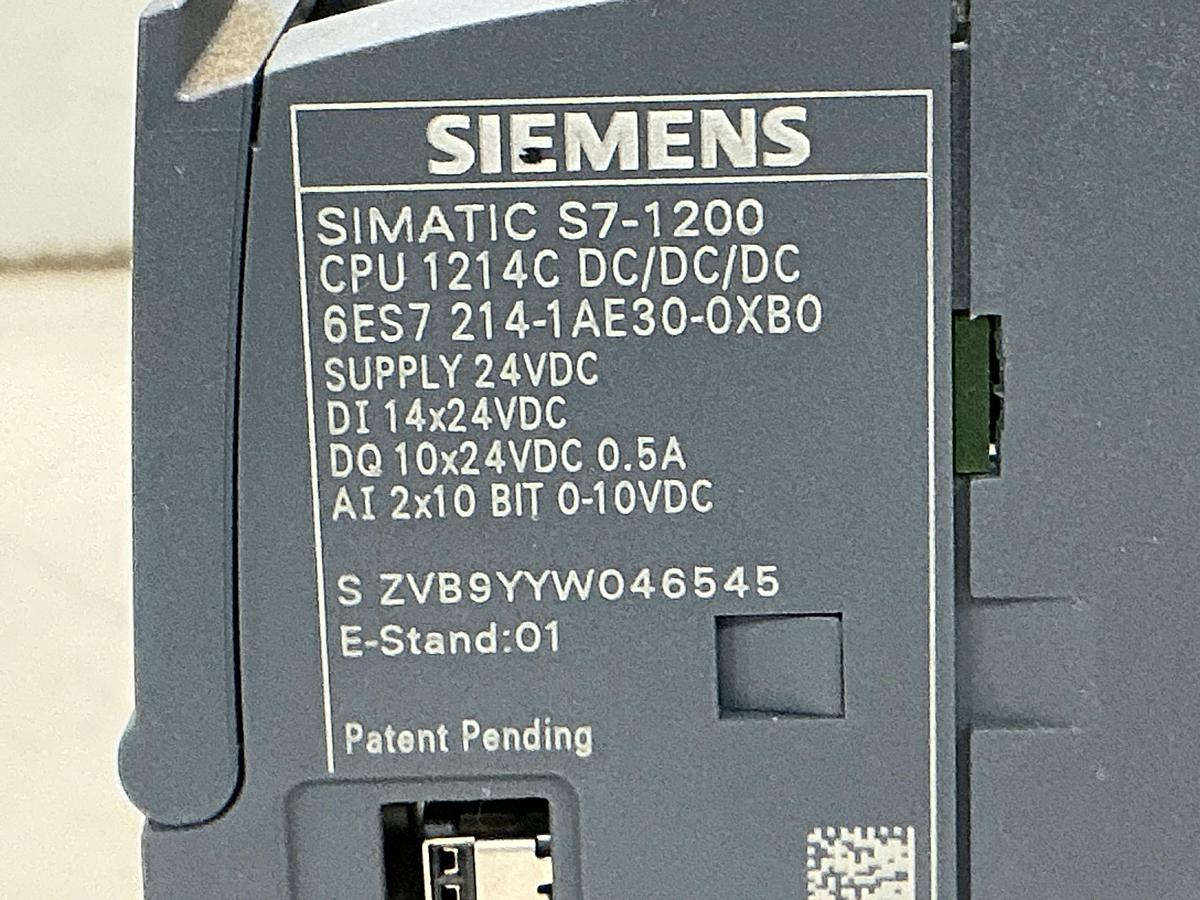 SIEMENS
SIMATIC S7-1200
CPU 1214C DC/DC/DC
6ES7 214-1AE30-0XB0
SUPPLY 24VDC
DI 14x24VDC
DQ 10x24VDC 0.5A
AI 2x10 BIT 0-10VDC
S ZVB9YYW046545
E-Stand:01
Patent Pending